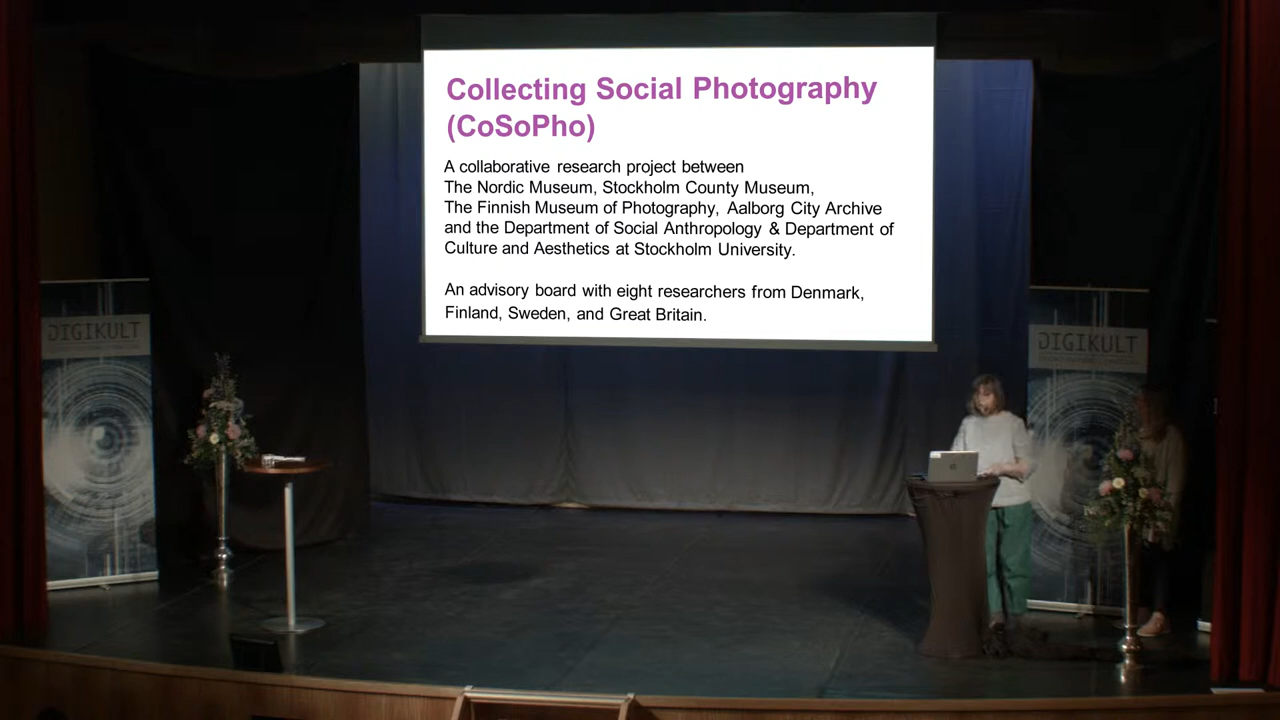 Collecting Social Photography
(CoSoPho)
A collaborative research project between
The Nordic Museum, Stockholm County Museum,
The Finnish Museum of Photography, Aalborg City Archive
and the Department of Social Anthropology & Department of
Culture and Aesthetics at Stockholm University.
An advisory board with eight researchers from Denmark,
Finland, Sweden, and Great Britain.
DIGIKULT
DIGIKULT